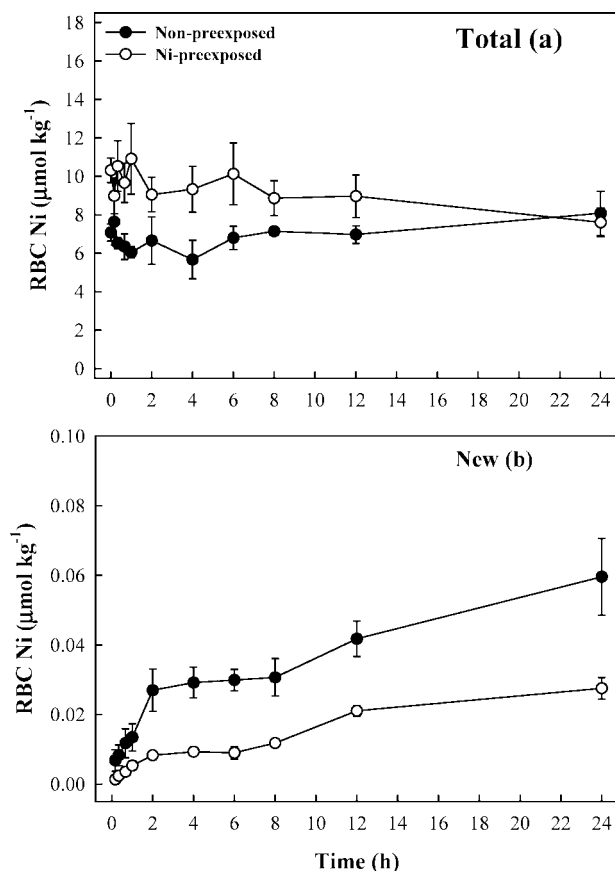 Total (a)
Non-preexposed
Ni-preexposed
RBC Ni (μmol kg⁻¹)
18
16
14
12
10
8
6
4
2
0
0 2 4 6 8 10 12 14 16 18 20 22 24
New (b)
RBC Ni (μmol kg⁻¹)
0.10
0.08
0.06
0.04
0.02
0.00
0 2 4 6 8 10 12 14 16 18 20 22 24
Time (h)